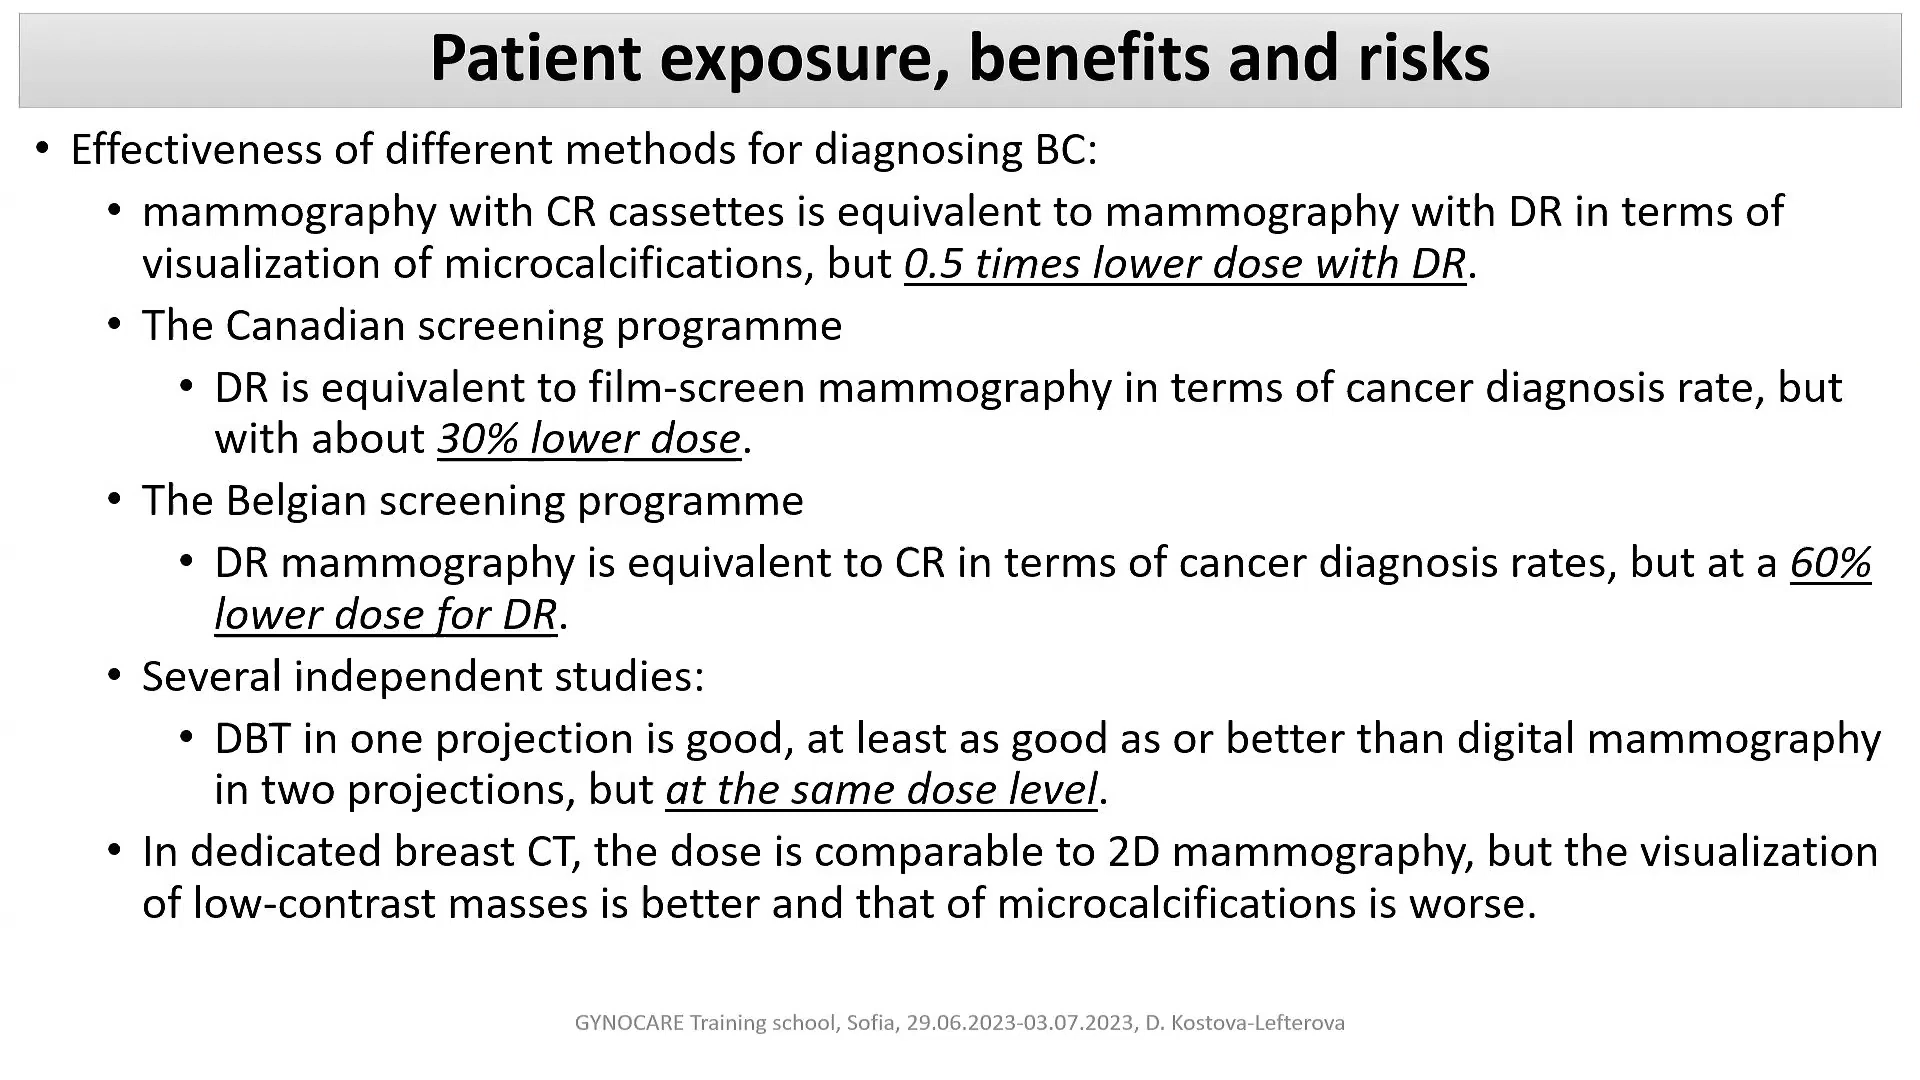 Patient exposure, benefits and risks
• Effectiveness of different methods for diagnosing BC:
• mammography with CR cassettes is equivalent to mammography with DR in terms of
visualization of microcalcifications, but 0.5 times lower dose with DR.
• The Canadian screening programme
• DR is equivalent to film-screen mammography in terms of cancer diagnosis rate, but
with about 30% lower dose.
• The Belgian screening programme
• DR mammography is equivalent to CR in terms of cancer diagnosis rates, but at a 60%
lower dose for DR.
• Several independent studies:
• DBT in one projection is good, at least as good as or better than digital mammography
in two projections, but at the same dose level.
• In dedicated breast CT, the dose is comparable to 2D mammography, but the visualization
of low-contrast masses is better and that of microcalcifications is worse.
GYNOCARE Training school, Sofia, 29.06.2023-03.07.2023, D. Kostova-Lefterova